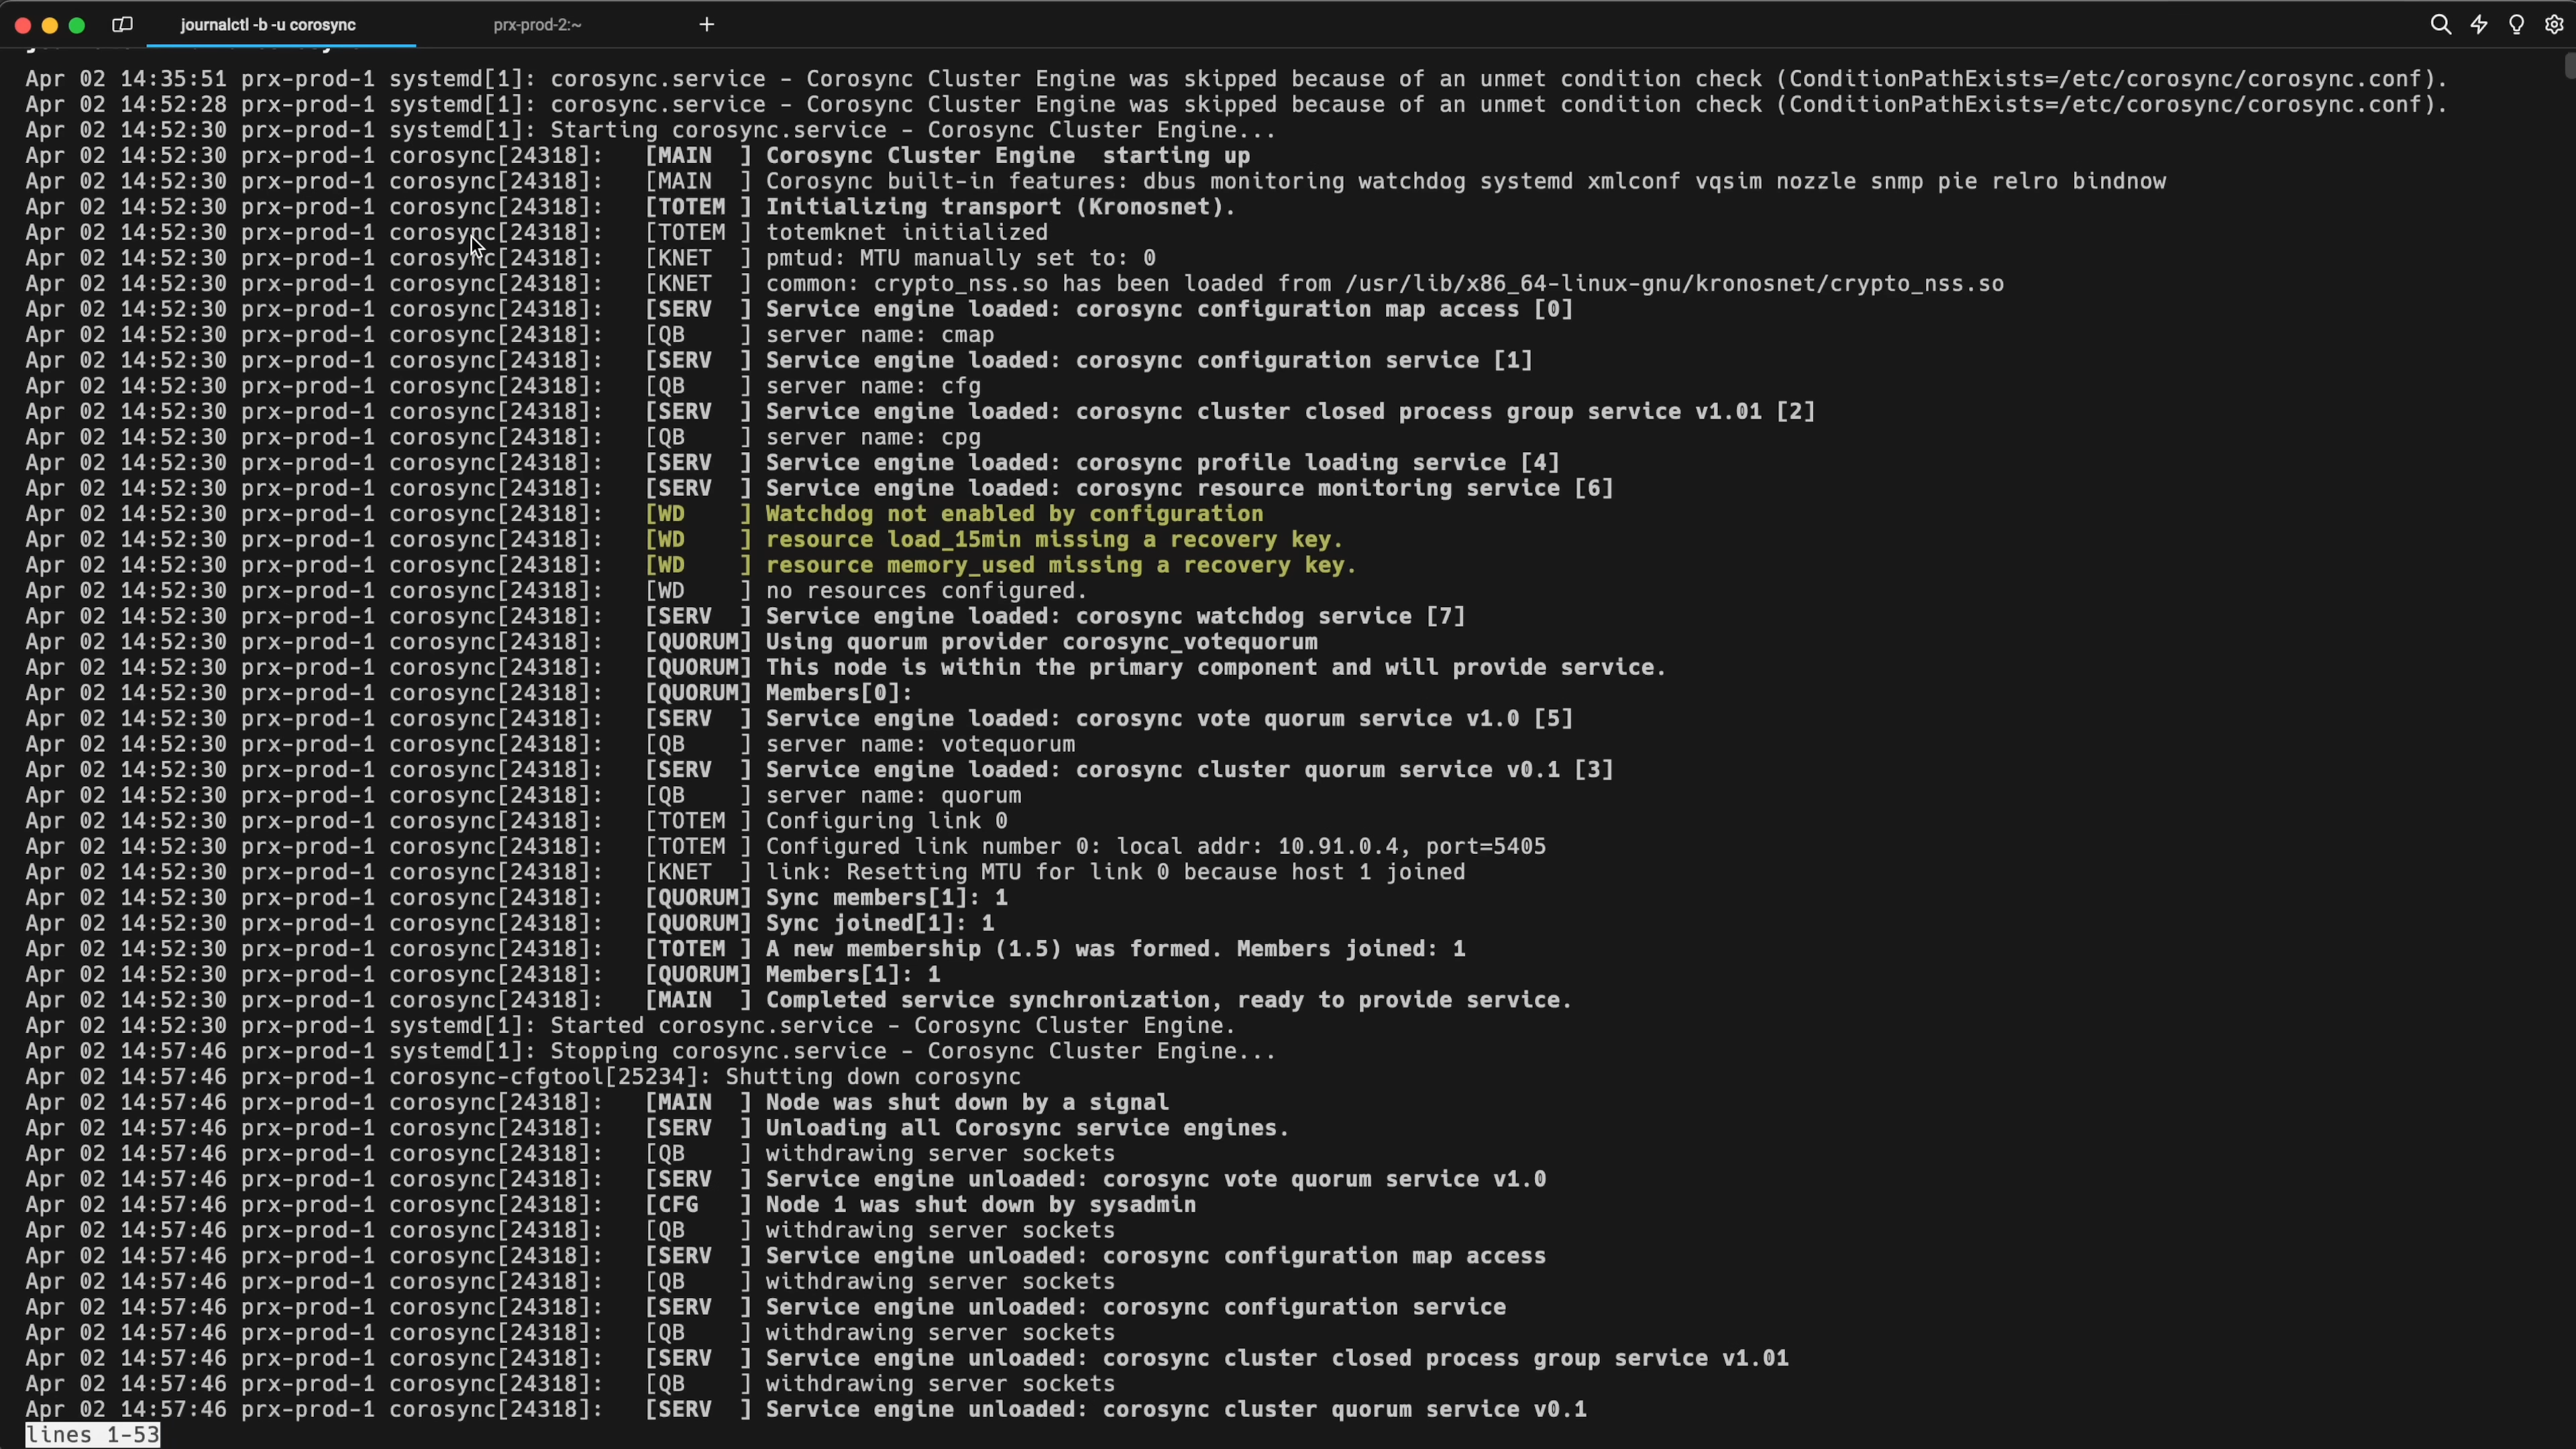 journalctl -b -u corosync
prx-prod-2:~
+
Apr 02 14:35:51 prx-prod-1 systemd[1]: corosync.service - Corosync Cluster Engine was skipped because of an unmet condition check (ConditionPathExists=/etc/corosync/corosync.conf).
Apr 02 14:52:28 prx-prod-1 systemd[1]: corosync.service - Corosync Cluster Engine was skipped because of an unmet condition check (ConditionPathExists=/etc/corosync/corosync.conf).
Apr 02 14:52:30 prx-prod-1 systemd[1]: Starting corosync.service - Corosync Cluster Engine...
Apr 02 14:52:30 prx-prod-1 corosync[24318]:   [MAIN  ] Corosync Cluster Engine  starting up
Apr 02 14:52:30 prx-prod-1 corosync[24318]:   [MAIN  ] Corosync built-in features: dbus monitoring watchdog systemd xmlconf vqsim nozzle snmp pie relro bindnow
Apr 02 14:52:30 prx-prod-1 corosync[24318]:   [TOTEM ] Initializing transport (Kronosnet).
Apr 02 14:52:30 prx-prod-1 corosync[24318]:   [TOTEM ] totemknet initialized
Apr 02 14:52:30 prx-prod-1 corosync[24318]:   [KNET  ] pmtud: MTU manually set to: 0
Apr 02 14:52:30 prx-prod-1 corosync[24318]:   [KNET  ] common: crypto_nss.so has been loaded from /usr/lib/x86_64-linux-gnu/kronosnet/crypto_nss.so
Apr 02 14:52:30 prx-prod-1 corosync[24318]:   [SERV  ] Service engine loaded: corosync configuration map access [0]
Apr 02 14:52:30 prx-prod-1 corosync[24318]:   [QB    ] server name: cmap
Apr 02 14:52:30 prx-prod-1 corosync[24318]:   [SERV  ] Service engine loaded: corosync configuration service [1]
Apr 02 14:52:30 prx-prod-1 corosync[24318]:   [QB    ] server name: cfg
Apr 02 14:52:30 prx-prod-1 corosync[24318]:   [SERV  ] Service engine loaded: corosync cluster closed process group service v1.01 [2]
Apr 02 14:52:30 prx-prod-1 corosync[24318]:   [QB    ] server name: cpg
Apr 02 14:52:30 prx-prod-1 corosync[24318]:   [SERV  ] Service engine loaded: corosync profile loading service [4]
Apr 02 14:52:30 prx-prod-1 corosync[24318]:   [SERV  ] Service engine loaded: corosync resource monitoring service [6]
Apr 02 14:52:30 prx-prod-1 corosync[24318]:   [WD    ] Watchdog not enabled by configuration
Apr 02 14:52:30 prx-prod-1 corosync[24318]:   [WD    ] resource load_15min missing a recovery key.
Apr 02 14:52:30 prx-prod-1 corosync[24318]:   [WD    ] resource memory_used missing a recovery key.
Apr 02 14:52:30 prx-prod-1 corosync[24318]:   [WD    ] no resources configured.
Apr 02 14:52:30 prx-prod-1 corosync[24318]:   [SERV  ] Service engine loaded: corosync watchdog service [7]
Apr 02 14:52:30 prx-prod-1 corosync[24318]:   [QUORUM] Using quorum provider corosync_votequorum
Apr 02 14:52:30 prx-prod-1 corosync[24318]:   [QUORUM] This node is within the primary component and will provide service.
Apr 02 14:52:30 prx-prod-1 corosync[24318]:   [QUORUM] Members[0]:
Apr 02 14:52:30 prx-prod-1 corosync[24318]:   [SERV  ] Service engine loaded: corosync vote quorum service v1.0 [5]
Apr 02 14:52:30 prx-prod-1 corosync[24318]:   [QB    ] server name: votequorum
Apr 02 14:52:30 prx-prod-1 corosync[24318]:   [SERV  ] Service engine loaded: corosync cluster quorum service v0.1 [3]
Apr 02 14:52:30 prx-prod-1 corosync[24318]:   [QB    ] server name: quorum
Apr 02 14:52:30 prx-prod-1 corosync[24318]:   [TOTEM ] Configuring link 0
Apr 02 14:52:30 prx-prod-1 corosync[24318]:   [TOTEM ] Configured link number 0: local addr: 10.91.0.4, port=5405
Apr 02 14:52:30 prx-prod-1 corosync[24318]:   [KNET  ] link: Resetting MTU for link 0 because host 1 joined
Apr 02 14:52:30 prx-prod-1 corosync[24318]:   [QUORUM] Sync members[1]: 1
Apr 02 14:52:30 prx-prod-1 corosync[24318]:   [QUORUM] Sync joined[1]: 1
Apr 02 14:52:30 prx-prod-1 corosync[24318]:   [TOTEM ] A new membership (1.5) was formed. Members joined: 1
Apr 02 14:52:30 prx-prod-1 corosync[24318]:   [QUORUM] Members[1]: 1
Apr 02 14:52:30 prx-prod-1 corosync[24318]:   [MAIN  ] Completed service synchronization, ready to provide service.
Apr 02 14:52:30 prx-prod-1 systemd[1]: Started corosync.service - Corosync Cluster Engine.
Apr 02 14:57:46 prx-prod-1 systemd[1]: Stopping corosync.service - Corosync Cluster Engine...
Apr 02 14:57:46 prx-prod-1 corosync-cfgtool[25234]: Shutting down corosync
Apr 02 14:57:46 prx-prod-1 corosync[24318]:   [MAIN  ] Node was shut down by a signal
Apr 02 14:57:46 prx-prod-1 corosync[24318]:   [SERV  ] Unloading all Corosync service engines.
Apr 02 14:57:46 prx-prod-1 corosync[24318]:   [QB    ] withdrawing server sockets
Apr 02 14:57:46 prx-prod-1 corosync[24318]:   [SERV  ] Service engine unloaded: corosync vote quorum service v1.0
Apr 02 14:57:46 prx-prod-1 corosync[24318]:   [CFG   ] Node 1 was shut down by sysadmin
Apr 02 14:57:46 prx-prod-1 corosync[24318]:   [QB    ] withdrawing server sockets
Apr 02 14:57:46 prx-prod-1 corosync[24318]:   [SERV  ] Service engine unloaded: corosync configuration map access
Apr 02 14:57:46 prx-prod-1 corosync[24318]:   [QB    ] withdrawing server sockets
Apr 02 14:57:46 prx-prod-1 corosync[24318]:   [SERV  ] Service engine unloaded: corosync configuration service
Apr 02 14:57:46 prx-prod-1 corosync[24318]:   [QB    ] withdrawing server sockets
Apr 02 14:57:46 prx-prod-1 corosync[24318]:   [SERV  ] Service engine unloaded: corosync cluster closed process group service v1.01
Apr 02 14:57:46 prx-prod-1 corosync[24318]:   [QB    ] withdrawing server sockets
Apr 02 14:57:46 prx-prod-1 corosync[24318]:   [SERV  ] Service engine unloaded: corosync cluster quorum service v0.1
lines 1-53